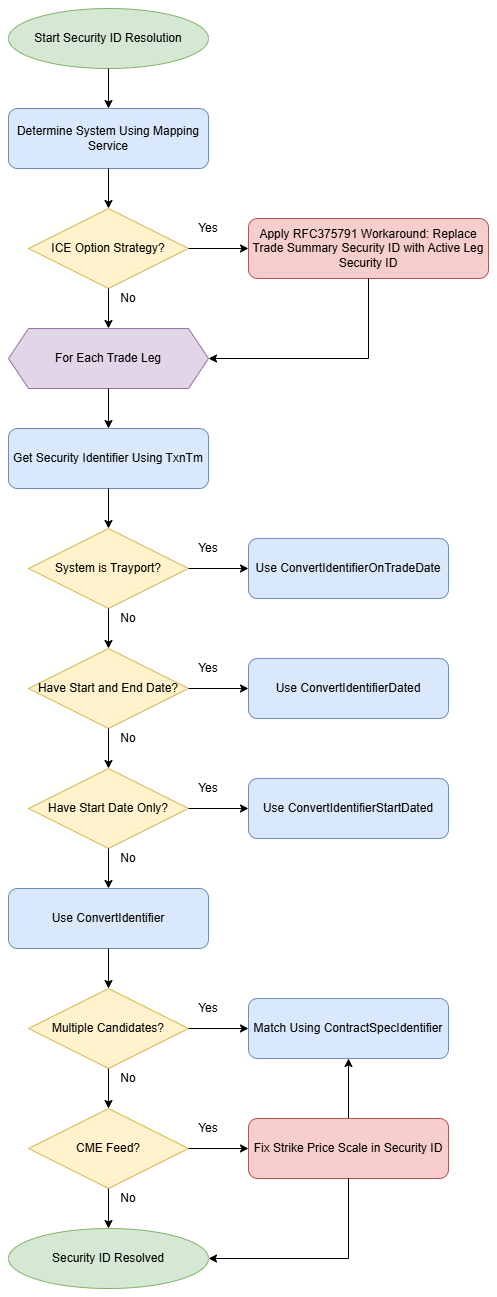 Start Security ID Resolution
Determine System Using Mapping
Service
ICE Option Strategy?
Yes
Apply RFC375791 Workaround: Replace
Trade Summary Security ID with Active Leg
Security ID
No
For Each Trade Leg
Get Security Identifier Using TxnTm
System is Trayport?
Yes
Use ConvertIdentifierOnTradeDate
No
Have Start and End Date?
Yes
Use ConvertIdentifierDated
No
Have Start Date Only?
Yes
Use ConvertIdentifierStartDated
No
Use ConvertIdentifier
Multiple Candidates?
Yes
Match Using ContractSpecIdentifier
No
CME Feed?
Yes
Fix Strike Price Scale in Security ID
No
Security ID Resolved